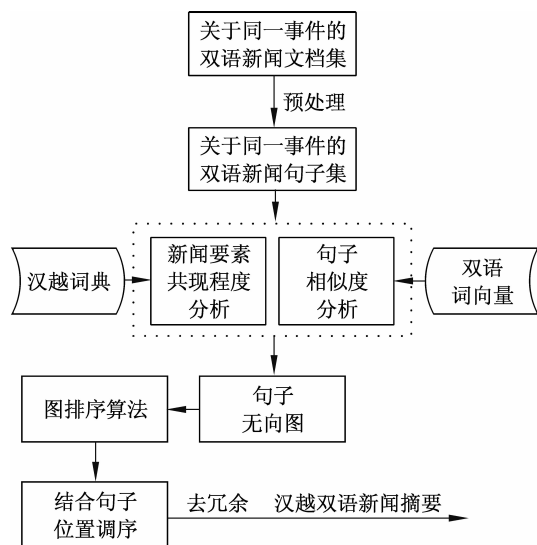 关于同一事件的
双语新闻文档集
预处理
关于同一事件的
双语新闻句子集
汉越词典
新闻要素
共现程度
分析
句子
相似度
分析
双语
词向量
图排序算法
句子
无向图
结合句子
位置调序
去冗余 汉越双语新闻摘要